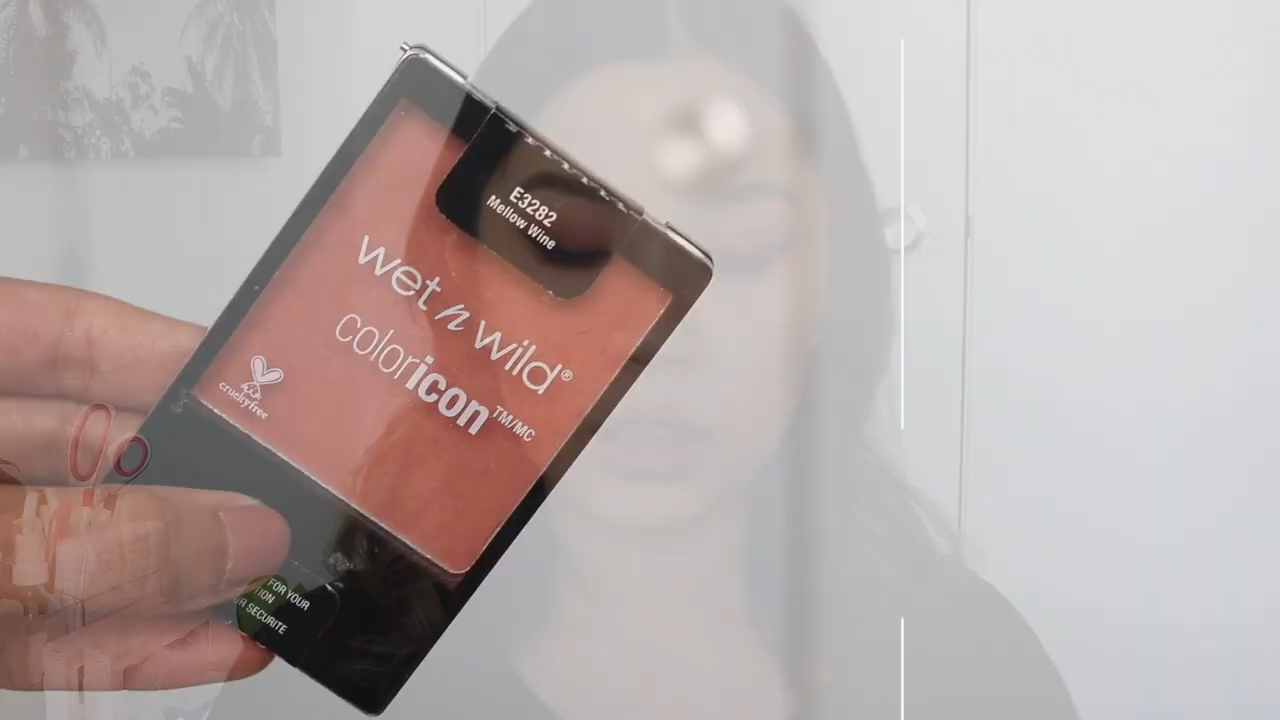 E3282
Mellow Wine
wet n wild®
coloricon™/MC
crueltyfree
FOR YOUR
TION
R SECURITE